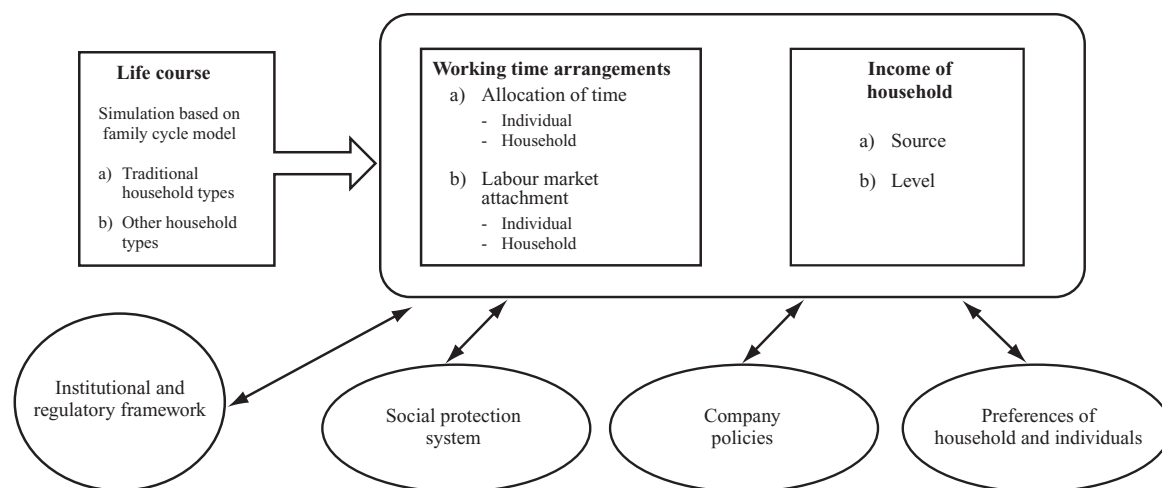 Life course
Simulation based on
family cycle model
a) Traditional
household types
b) Other household
types
Working time arrangements
a) Allocation of time
- Individual
- Household
b) Labour market
attachment
- Individual
- Household
Income of
household
a) Source
b) Level
Institutional and
regulatory framework
Social protection
system
Company
policies
Preferences of
household and individuals